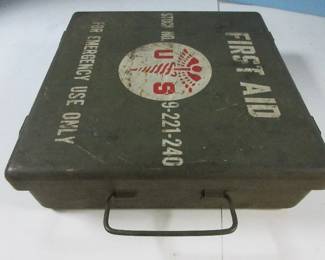 FIRST AID
U S
STOCK NO. 9-221-240
FOR EMERGENCY USE ONLY